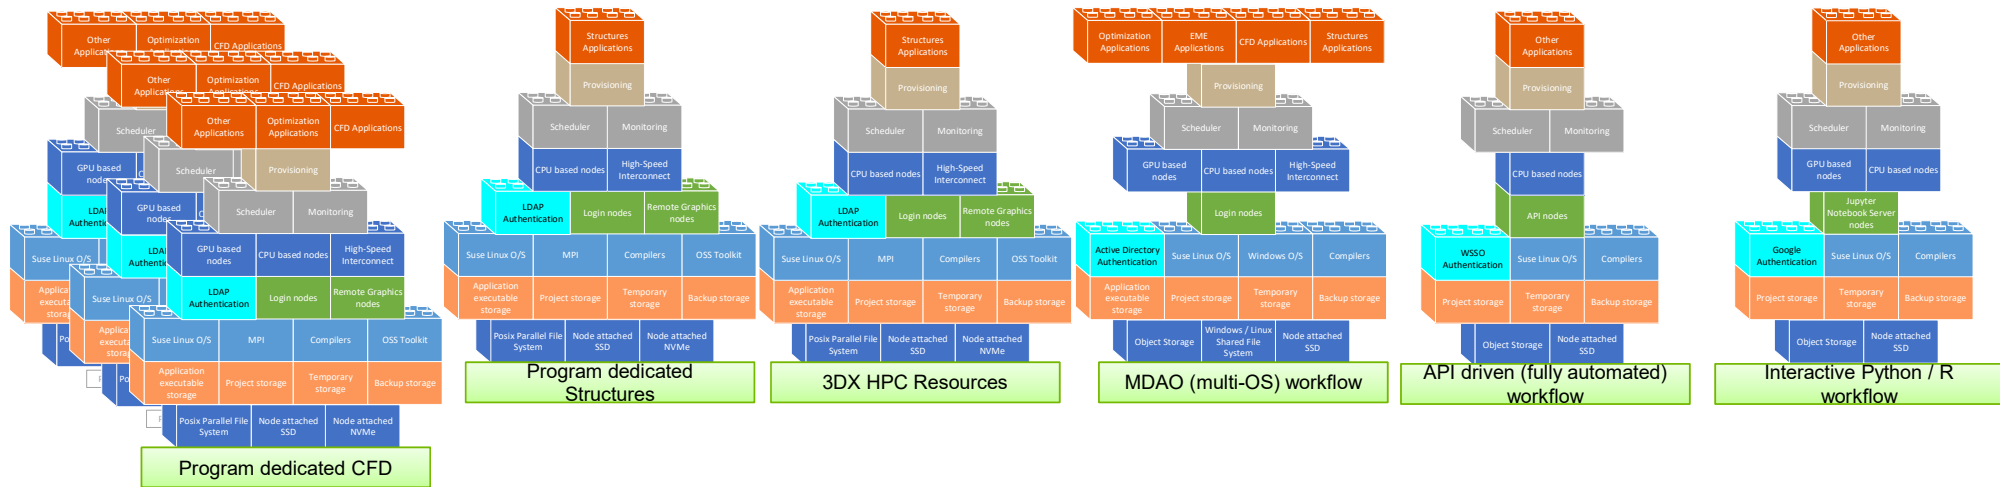 Other
Applications
Optimization
CFD Applications
Other
Applications
Optimization
Applications
CFD Applications
Other
Applications
Optimization
Applications
CFD Applications
Scheduler
Scheduler
Provisioning
Scheduler
Monitoring
GPU based
nodes
GPU based
nodes
GPU based
nodes
CPU based nodes
High-Speed
Interconnect
LDAP
Authentication
Login nodes
Remote Graphics
nodes
Suse Linux O/S
Suse Linux O/S
Suse Linux O/S
MPI
Compilers
OSS Toolkit
Application
executable
storage
Application
executable
storage
Project storage
Temporary
storage
Backup storage
Posix Parallel File
System
Node attached
SSD
Node attached
NVMe
Program dedicated CFD
Structures
Applications
Provisioning
Scheduler
Monitoring
CPU based nodes
High-Speed
Interconnect
LDAP
Authentication
Login nodes
Remote Graphics
nodes
Suse Linux O/S
MPI
Compilers
OSS Toolkit
Application
executable
storage
Project storage
Temporary
storage
Backup storage
Posix Parallel File
System
Node attached
SSD
Node attached
NVMe
Program dedicated
Structures
Structures
Applications
Provisioning
Scheduler
Monitoring
CPU based nodes
High-Speed
Interconnect
LDAP
Authentication
Login nodes
Remote Graphics
nodes
Suse Linux O/S
MPI
Compilers
OSS Toolkit
Application
executable
storage
Project storage
Temporary
storage
Backup storage
Posix Parallel File
System
Node attached
SSD
Node attached
NVMe
3DX HPC Resources
Optimization
Applications
EME
Applications
CFD Applications
Structures
Applications
Provisioning
Scheduler
Monitoring
GPU based
nodes
CPU based nodes
High-Speed
Interconnect
Login nodes
Active Directory
Authentication
Suse Linux O/S
Windows O/S
Compilers
Application
executable
storage
Project storage
Temporary
storage
Backup storage
Object Storage
Windows / Linux
Shared File
System
Node attached
SSD
MDAO (multi-OS) workflow
Other
Applications
Provisioning
Scheduler
Monitoring
CPU based nodes
API nodes
WSSO
Authentication
Suse Linux O/S
Compilers
Project storage
Temporary
storage
Backup storage
Object Storage
Node attached
SSD
API driven (fully automated)
workflow
Other
Applications
Provisioning
Scheduler
Monitoring
GPU based
nodes
CPU based nodes
Jupyter
Notebook Server
nodes
Google
Authentication
Suse Linux O/S
Compilers
Project storage
Temporary
storage
Backup storage
Object Storage
Node attached
SSD
Interactive Python / R
workflow